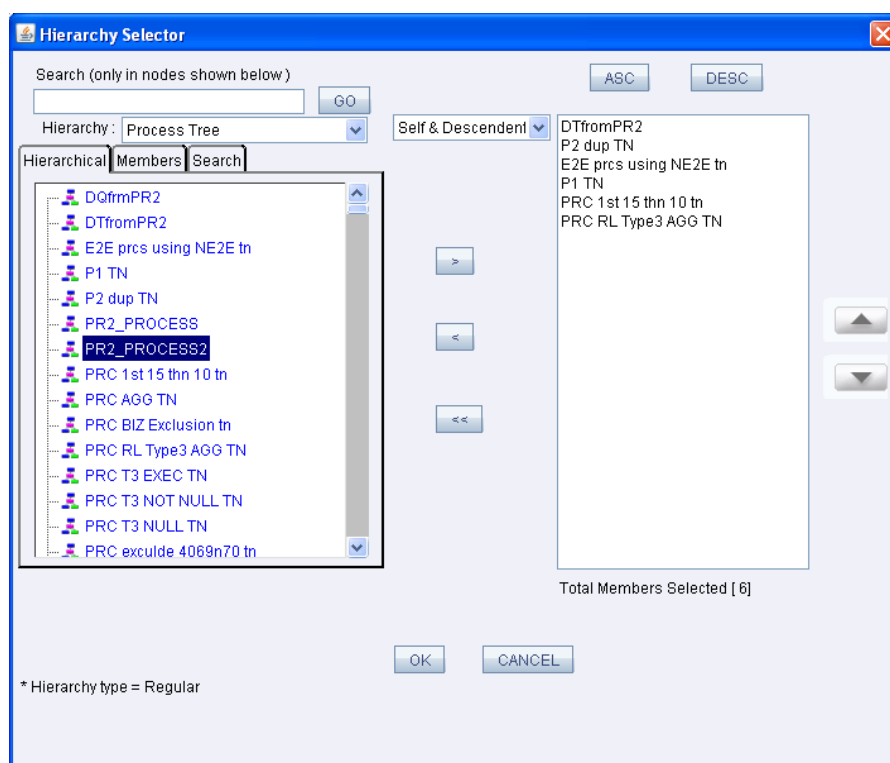 Hierarchy Selector
Search (only in nodes shown below)
GO
ASC
DESC
Hierarchy : Process Tree
Self & Descendent
Hierarchical
Members
Search
DQfrmPR2
DTfromPR2
E2E prcs using NE2E tn
P1 TN
P2 dup TN
PR2_PROCESS
PR2_PROCESS2
PRC 1st 15 thn 10 tn
PRC AGG TN
PRC BIZ Exclusion tn
PRC RL Type3 AGG TN
PRC T3 EXEC TN
PRC T3 NOT NULL TN
PRC T3 NULL TN
PRC exculde 4069n70 tn
>
<
<<
DTfromPR2
P2 dup TN
E2E prcs using NE2E tn
P1 TN
PRC 1st 15 thn 10 tn
PRC RL Type3 AGG TN
Total Members Selected [ 6]
OK
CANCEL
* Hierarchy type = Regular